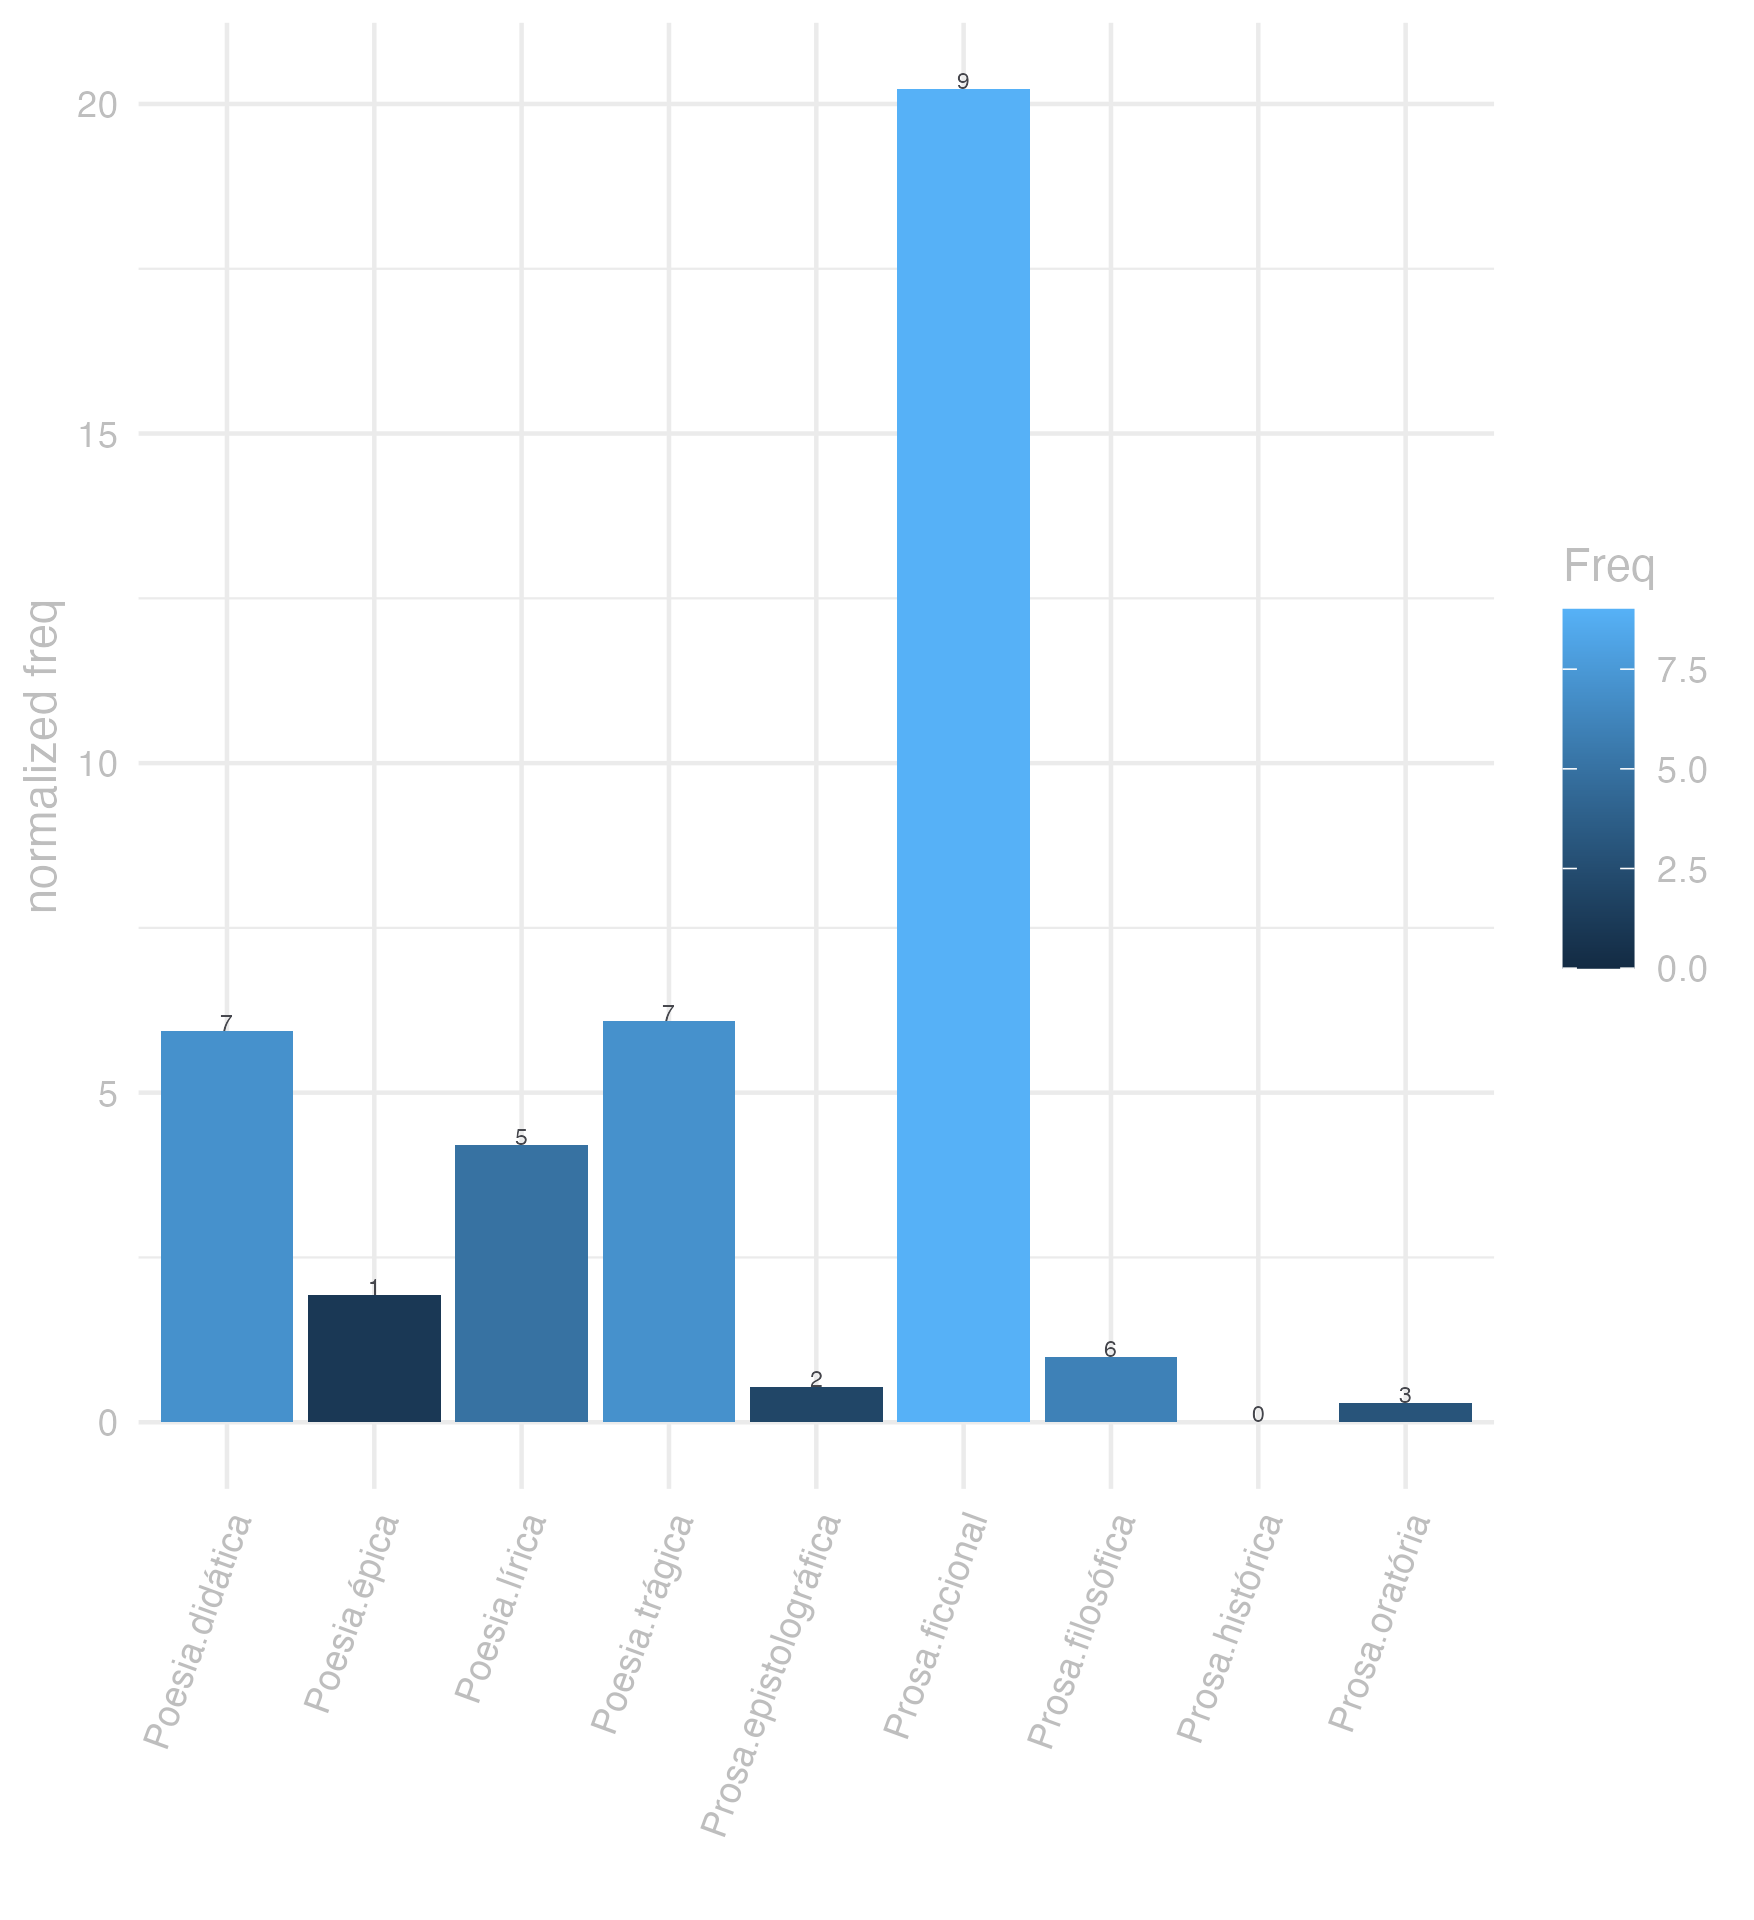 normalized freq
20
15
10
5
0
7
1
5
7
2
9
6
0
3
Poesia.didática
Poesia.épica
Poesia.lírica
Poesia.trágica
Prosa.epistolográfica
Prosa.ficcional
Prosa.filosófica
Prosa.histórica
Prosa.oratória
Freq
7.5
5.0
2.5
0.0